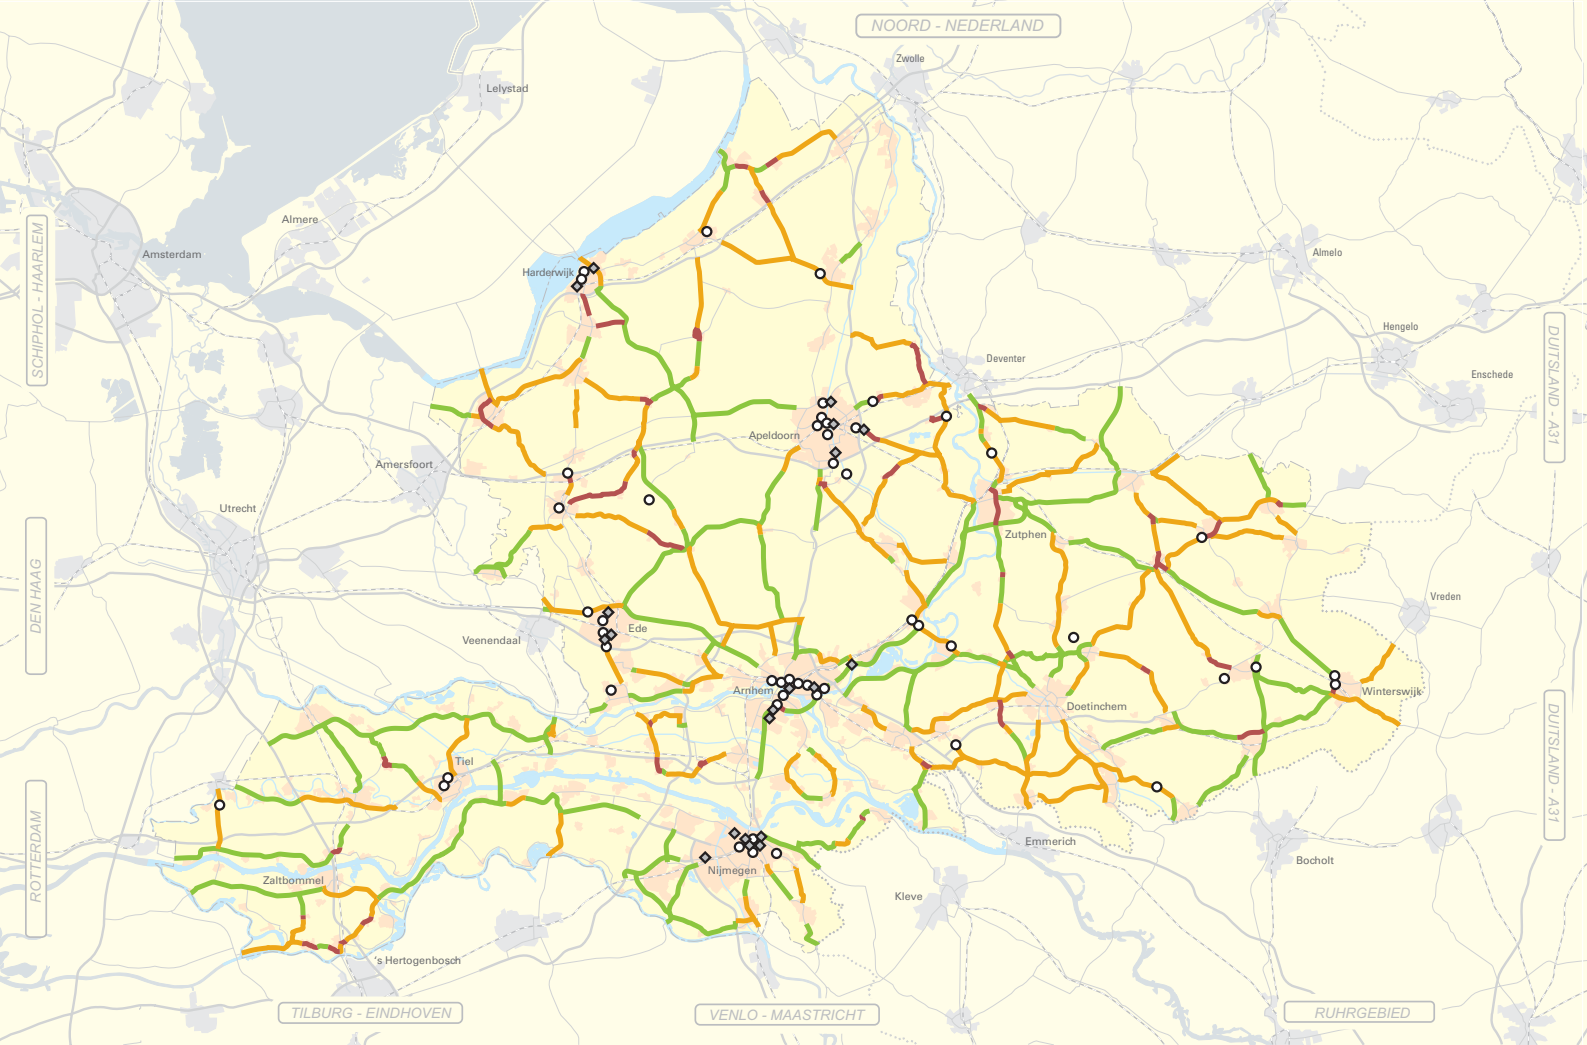 NOORD - NEDERLAND
Zwolle
Lelystad
Almere
Amsterdam
SCHIPHOL - HAARLEM
Harderwijk
Almelo
Hengelo
Deventer
Enschede
DUITSLAND - A31
Apeldoorn
Amersfoort
Utrecht
Zutphen
DEN HAAG
Vreden
Ede
Veenendaal
Arnhem
Winterswijk
Doetinchem
DUITSLAND - A31
Tiel
ROTTERDAM
Emmerich
Bocholt
Nijmegen
Zaltbommel
Kleve
's Hertogenbosch
TILBURG - EINDHOVEN
VENLO - MAASTRICHT
RUHRGEBIED